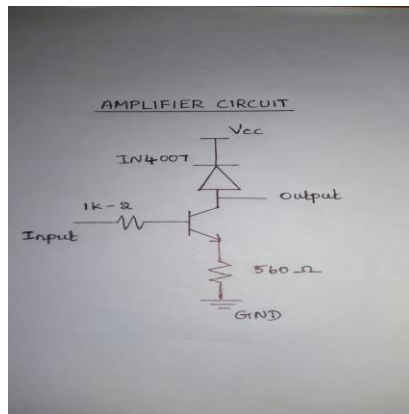 AMPLIFIER CIRCUIT
Vcc
IN4007
Output
1K-Ω
Input
560 Ω
GND